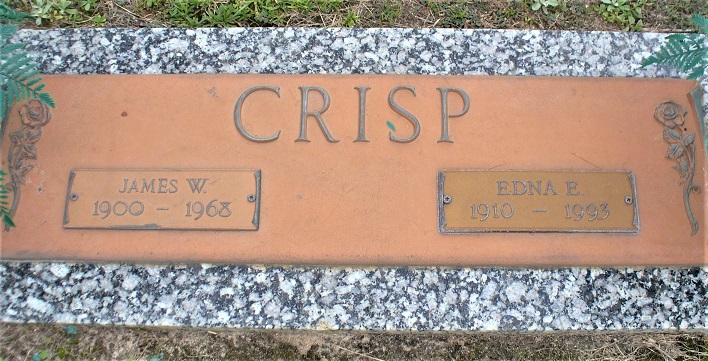 CRISP
JAMES W.
1900 – 1968
EDNA E.
1910 – 1993